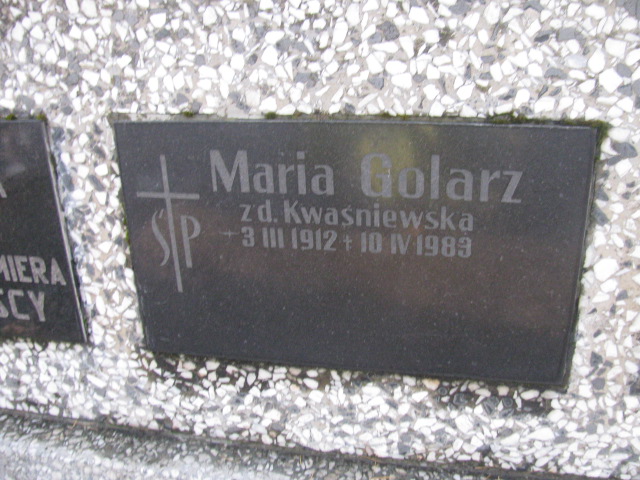 MIERA
SCY
Maria Golarz
ŚP
zd. Kwaśniewska
+3 III 1912 + 10 IV 1983